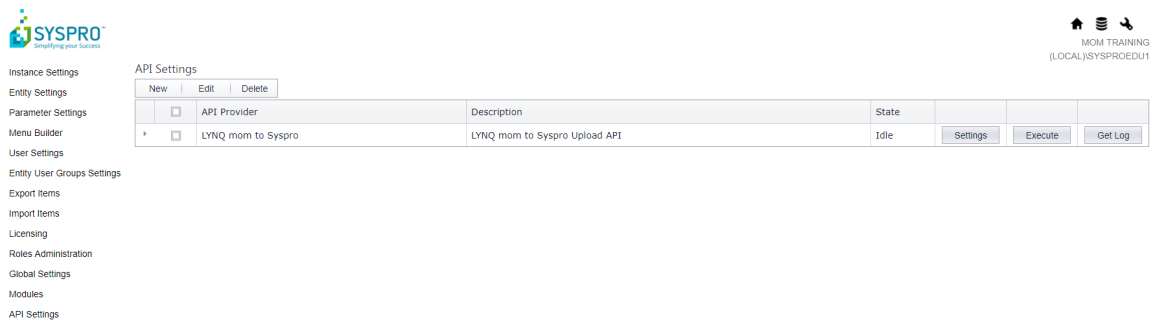 SYSPRO™
Simplifying your Success
MOM TRAINING
(LOCAL)\SYSPROEDU1
Instance Settings
Entity Settings
Parameter Settings
Menu Builder
User Settings
Entity User Groups Settings
Export Items
Import Items
Licensing
Roles Administration
Global Settings
Modules
API Settings
API Settings
New Edit Delete
API Provider Description State
LYNQ mom to Syspro LYNQ mom to Syspro Upload API Idle Settings Execute Get Log